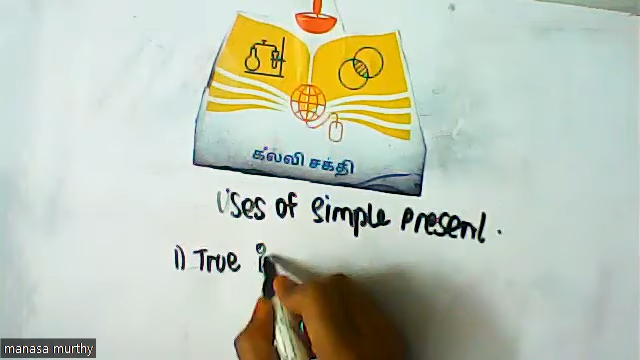 கல்வி சக்தி
Uses of Simple Present.
1) True i
manasa murthy